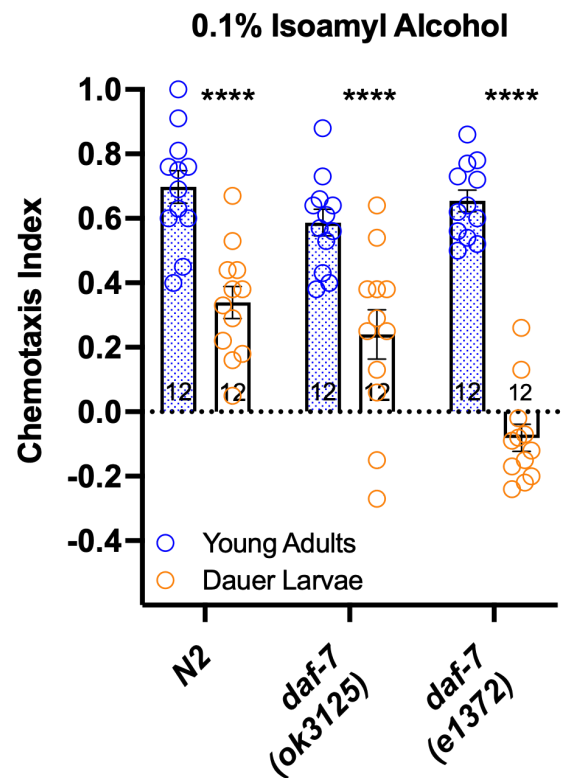 0.1% Isoamyl Alcohol
**** **** ****
1.0
0.8
0.6
0.4
0.2
0.0
-0.2
-0.4
Chemotaxis Index
12 12 12 12 12 12
Young Adults
Dauer Larvae
N2
daf-7
(ok3125)
daf-7
(e1372)